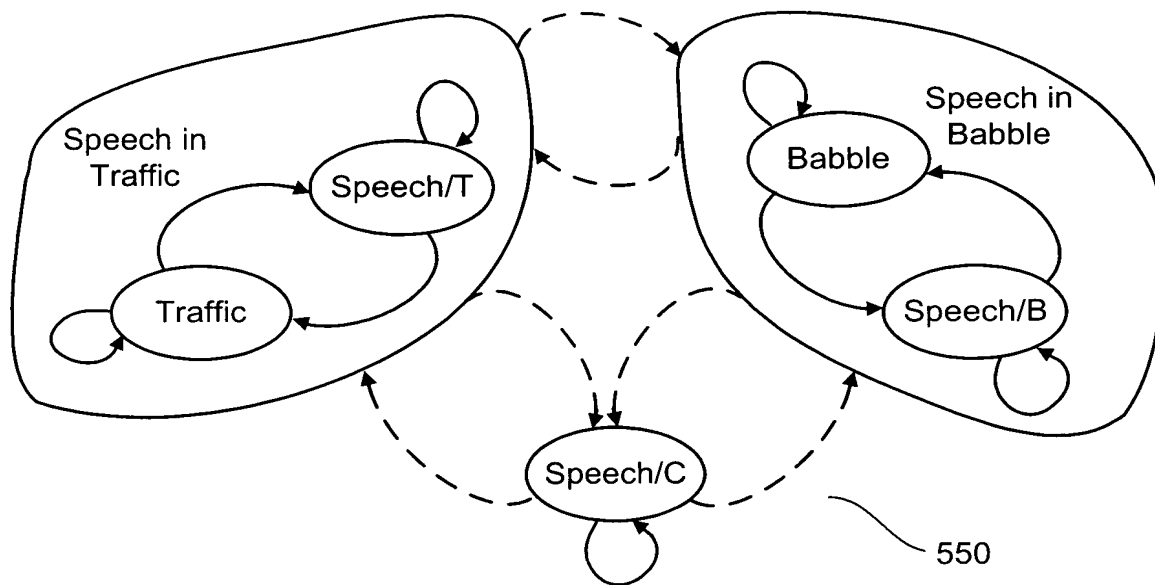 Speech in
Traffic
Speech/T
Traffic
Speech in
Babble
Babble
Speech/B
Speech/C
550